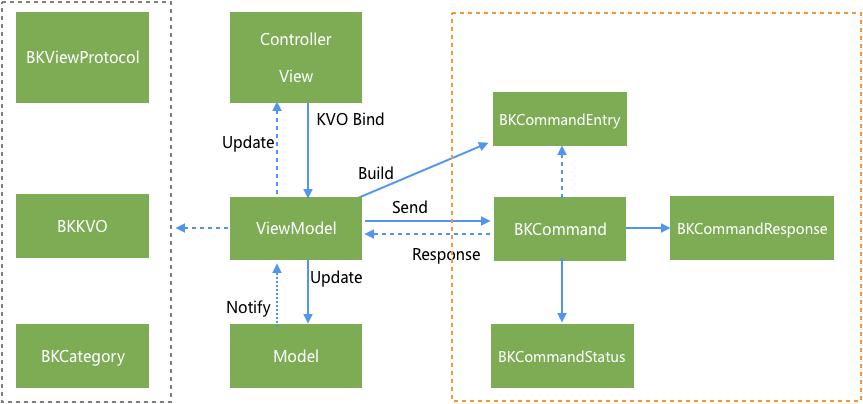 BKViewProtocol
Controller
View
KVO Bind
Update
BKCommandEntry
Build
BKKVO
ViewModel
Send
BKCommand
BKCommandResponse
Response
Update
Notify
BKCategory
Model
BKCommandStatus